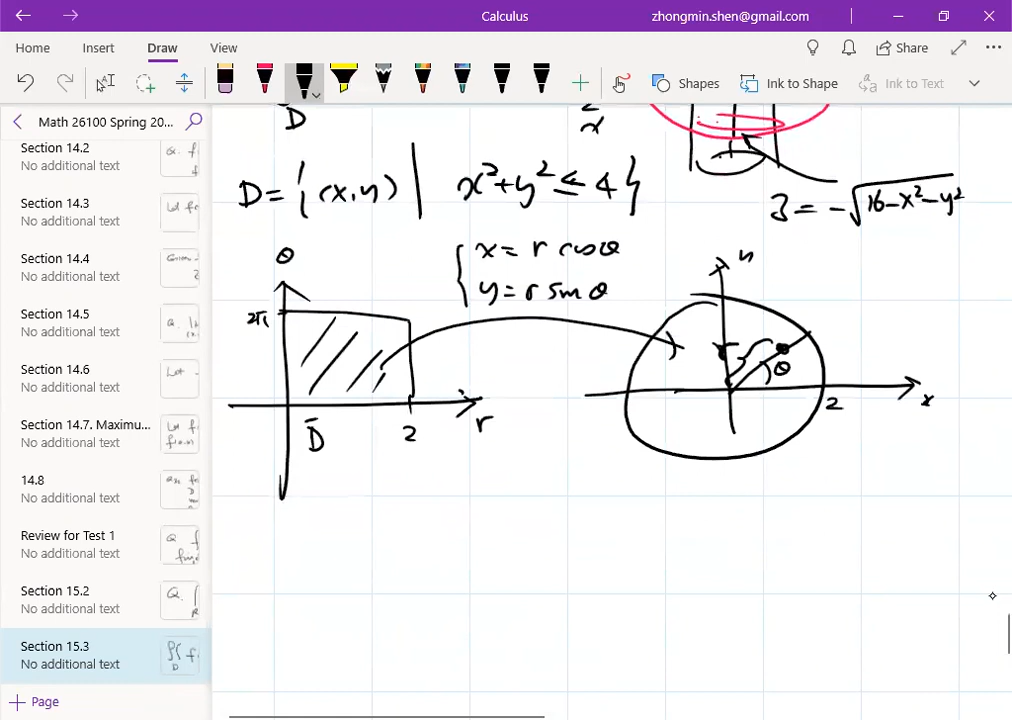 Calculus
zhongmin.shen@gmail.com
Home
Insert
Draw
View
Share
Shapes
Ink to Shape
Ink to Text
Math 26100 Spring 20...
Section 14.2
No additional text
Section 14.3
No additional text
Section 14.4
No additional text
Section 14.5
No additional text
Section 14.6
No additional text
Section 14.7. Maximu...
No additional text
14.8
No additional text
Review for Test 1
No additional text
Section 15.2
No additional text
Section 15.3
No additional text
Page
D
D = { (x,y) | x²+y² ≤ 4 }
3 = -√16-x²-y²
x = r cosθ
y = r sinθ
θ
2π
D̄
2
r
y
θ
2
x